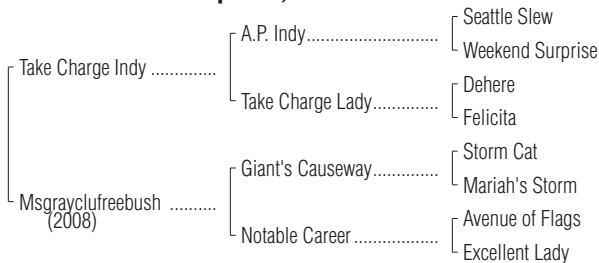 Seattle Slew
A.P. Indy
Weekend Surprise
Take Charge Indy
Dehere
Take Charge Lady
Felicita
Storm Cat
Giant's Causeway
Mariah's Storm
Msgrayclufreebush
(2008)
Avenue of Flags
Notable Career
Excellent Lady